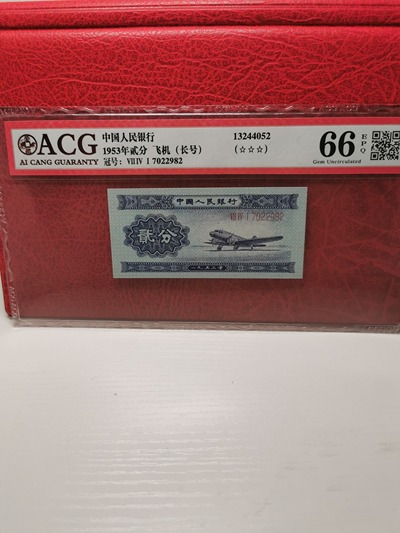 ACG
AI CANG GUARANTY
中国人民银行
1953年贰分 飞机（长号）
冠号: VII IV I 7022982
13244052
(☆☆☆)
66
EPQ
Gem Uncirculated
中國人民銀行
VII IV I 7022982
貳分
一九五三年